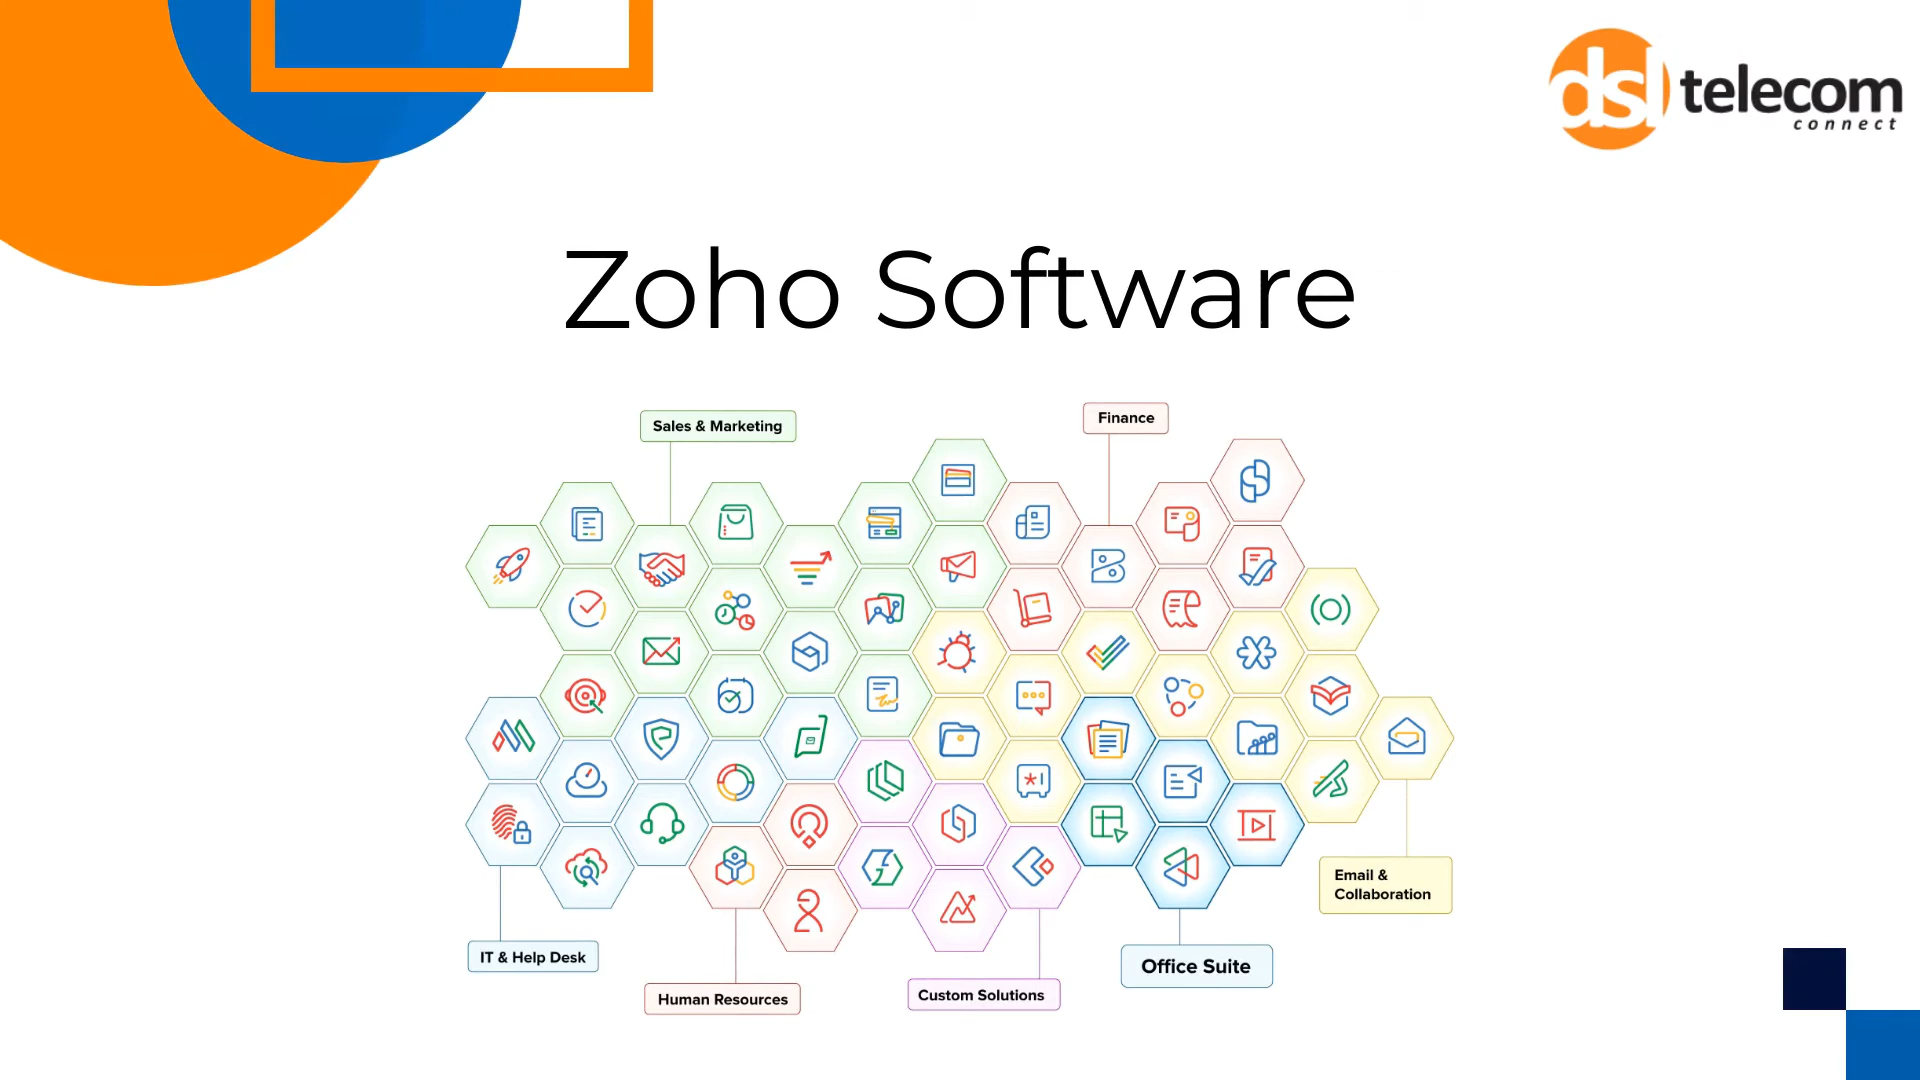 dsl telecom
connect
Zoho Software
Sales & Marketing
Finance
Email &
Collaboration
IT & Help Desk
Office Suite
Human Resources
Custom Solutions